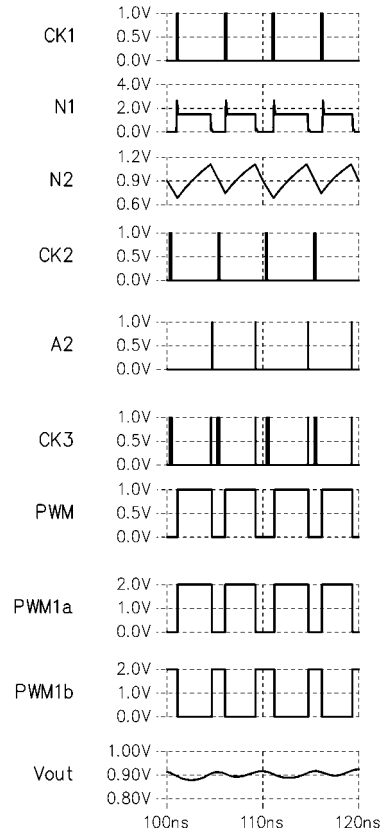 CK1
1.0V
0.5V
0.0V
N1
4.0V
2.0V
0.0V
N2
1.2V
0.9V
0.6V
CK2
1.0V
0.5V
0.0V
A2
1.0V
0.5V
0.0V
CK3
1.0V
0.5V
0.0V
PWM
1.0V
0.5V
0.0V
PWM1a
2.0V
1.0V
0.0V
PWM1b
2.0V
1.0V
0.0V
Vout
1.00V
0.90V
0.80V
100ns 110ns 120ns